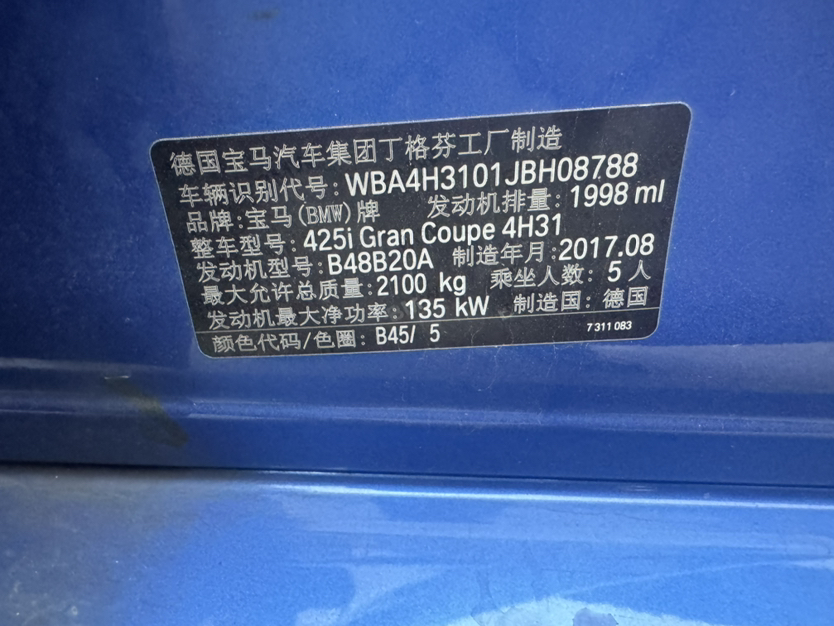 德国宝马汽车集团丁格芬工厂制造
车辆识别代号: WBA4H3101JBH08788
品牌:宝马(BMW)牌 发动机排量: 1998 ml
整车型号: 425i Gran Coupe 4H31
发动机型号: B48B20A 制造年月: 2017.08
最大允许总质量: 2100 kg 乘坐人数: 5 人
发动机最大净功率: 135 kW 制造国: 德国
颜色代码/色圈: B45/ 5 7 311 083